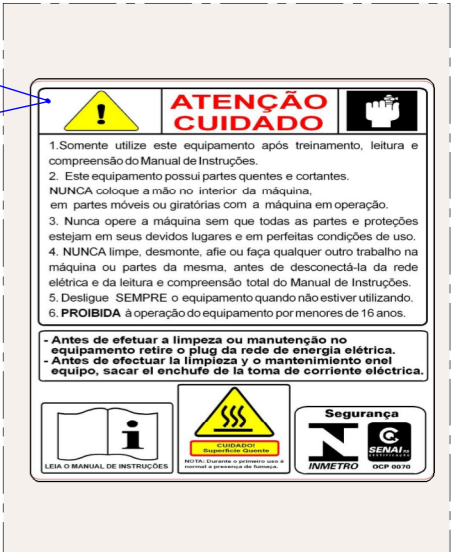 ATENÇÃO
CUIDADO
1.Somente utilize este equipamento após treinamento, leitura e
compreensão do Manual de Instruções.
2. Este equipamento possui partes quentes e cortantes.
NUNCA coloque a mão no interior da máquina,
em partes móveis ou giratórias com a máquina em operação.
3. Nunca opere a máquina sem que todas as partes e proteções
estejam em seus devidos lugares e em perfeitas condições de uso.
4. NUNCA limpe, desmonte, afie ou faça qualquer outro trabalho na
máquina ou partes da mesma, antes de desconectá-la da rede
elétrica e da leitura e compreensão total do Manual de Instruções.
5. Desligue SEMPRE o equipamento quando não estiver utilizando.
6. PROIBIDA à operação do equipamento por menores de 16 anos.
- Antes de efetuar a limpeza ou manutenção no
equipamento retire o plug da rede de energia elétrica.
- Antes de efectuar la limpieza y o mantenimiento enel
equipo, sacar el enchufe de la toma de corriente eléctrica.
i
LEIA O MANUAL DE INSTRUÇÕES
CUIDADO!
Superfície Quente
NOTA: Durante o primeiro uso é
normal a presença de fumaça.
Segurança
INMETRO
SENAI RS
CERTIFICAÇÃO
OCP 0070